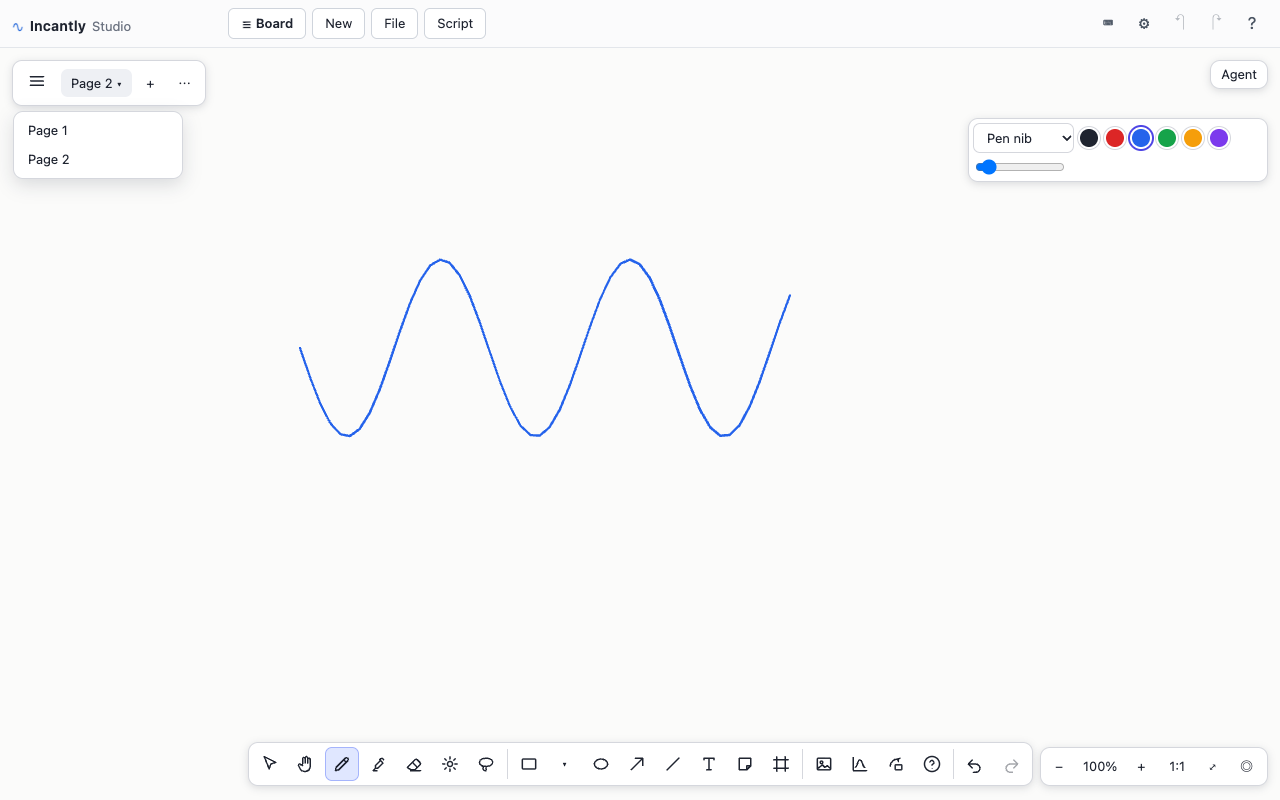 Incantly Studio
Board New File Script
?
Page 2
+
...
Agent
Page 1
Page 2
Pen nib
− 100% + 1:1